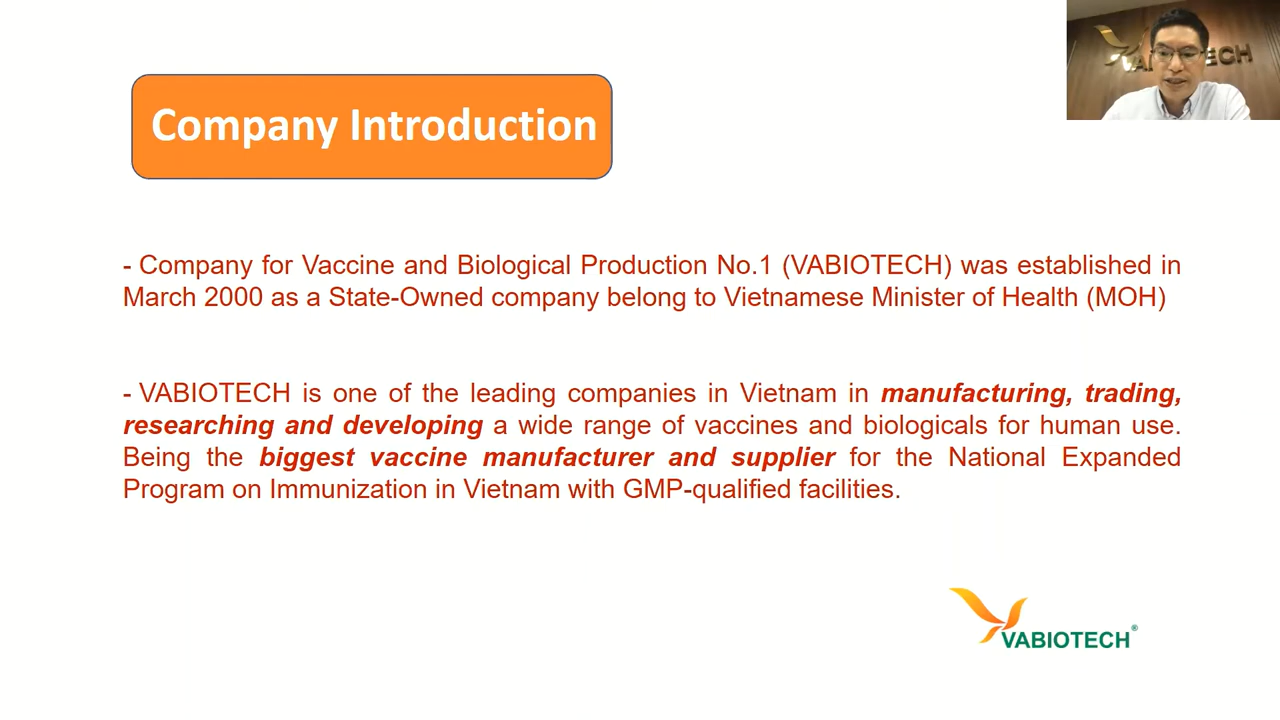 Company Introduction
- Company for Vaccine and Biological Production No.1 (VABIOTECH) was established in
March 2000 as a State-Owned company belong to Vietnamese Minister of Health (MOH)
- VABIOTECH is one of the leading companies in Vietnam in manufacturing, trading,
researching and developing a wide range of vaccines and biologicals for human use.
Being the biggest vaccine manufacturer and supplier for the National Expanded
Program on Immunization in Vietnam with GMP-qualified facilities.
VABIOTECH®